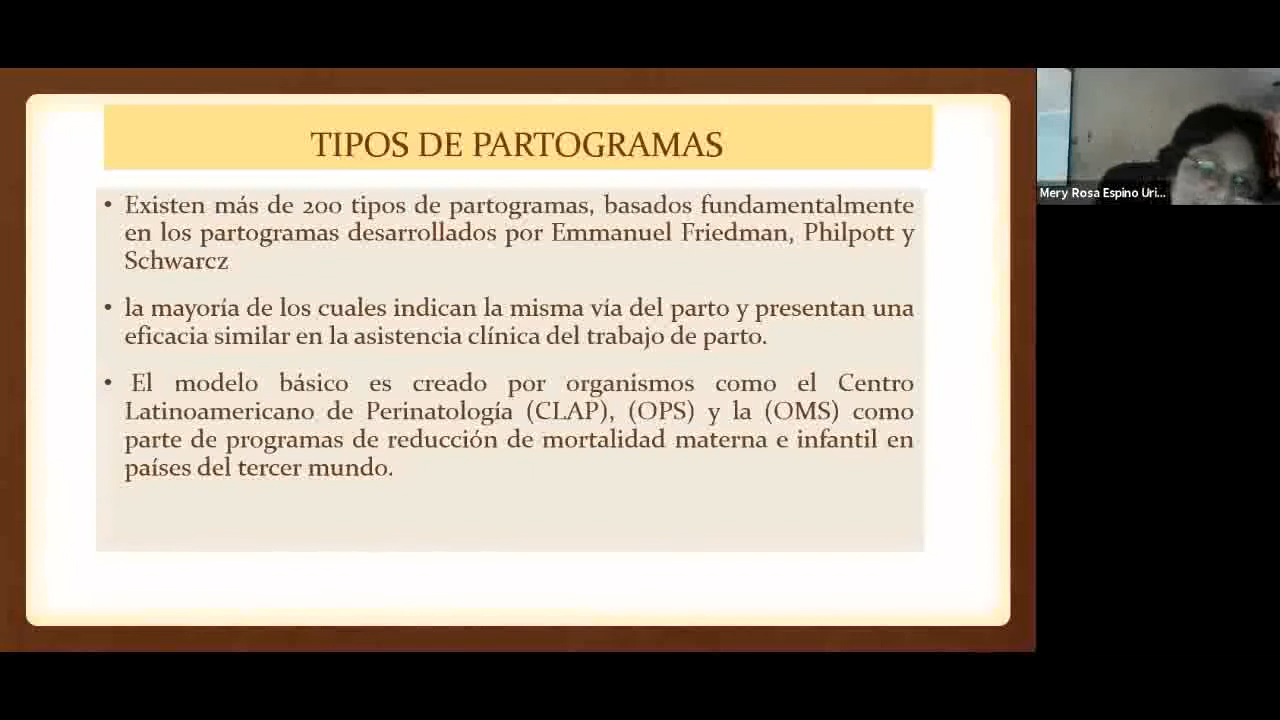 TIPOS DE PARTOGRAMAS
• Existen más de 200 tipos de partogramas, basados fundamentalmente
en los partogramas desarrollados por Emmanuel Friedman, Philpott y
Schwarcz
• la mayoría de los cuales indican la misma vía del parto y presentan una
eficacia similar en la asistencia clínica del trabajo de parto.
• El modelo básico es creado por organismos como el Centro
Latinoamericano de Perinatología (CLAP), (OPS) y la (OMS) como
parte de programas de reducción de mortalidad materna e infantil en
países del tercer mundo.
Mery Rosa Espino Uri...